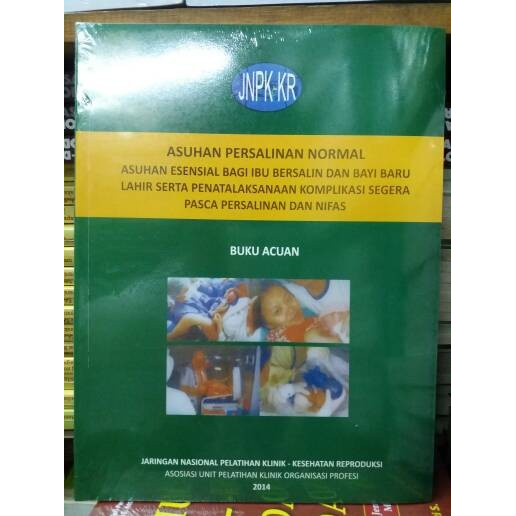 JNPK-KR
ASUHAN PERSALINAN NORMAL
ASUHAN ESENSIAL BAGI IBU BERSALIN DAN BAYI BARU
LAHIR SERTA PENATALAKSANAAN KOMPLIKASI SEGERA
PASCA PERSALINAN DAN NIFAS
BUKU ACUAN
JARINGAN NASIONAL PELATIHAN KLINIK - KESEHATAN REPRODUKSI
ASOSIASI UNIT PELATIHAN KLINIK ORGANISASI PROFESI
2014